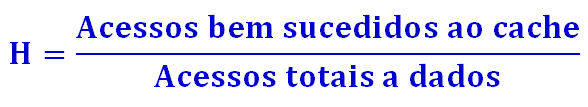 H = Acessos bem sucedidos ao cache
Acessos totais a dados